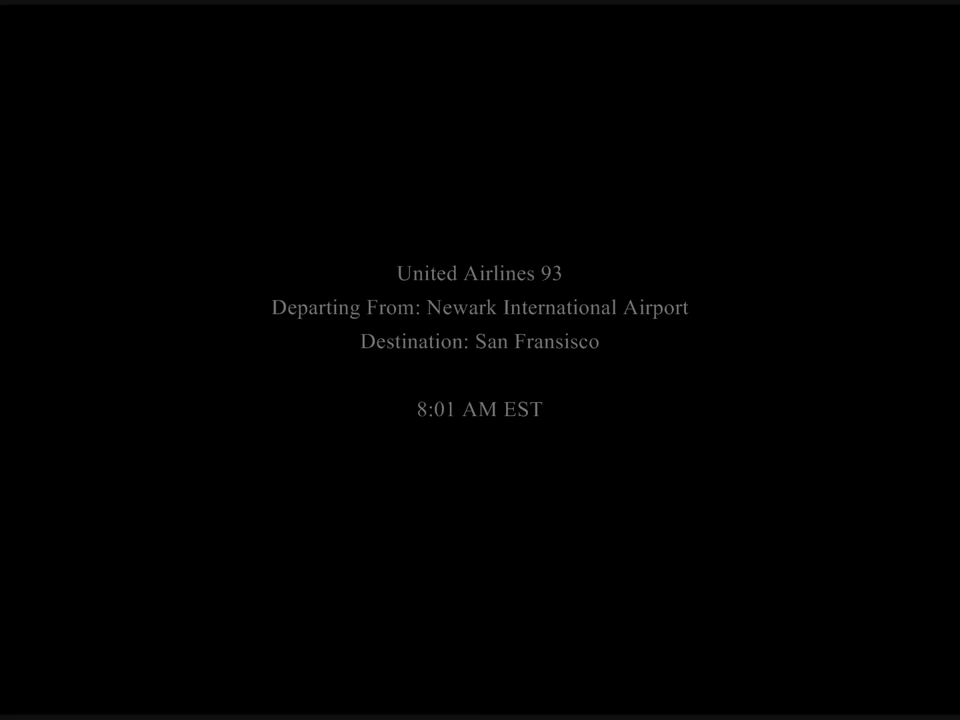 United Airlines 93
Departing From: Newark International Airport
Destination: San Fransisco
8:01 AM EST